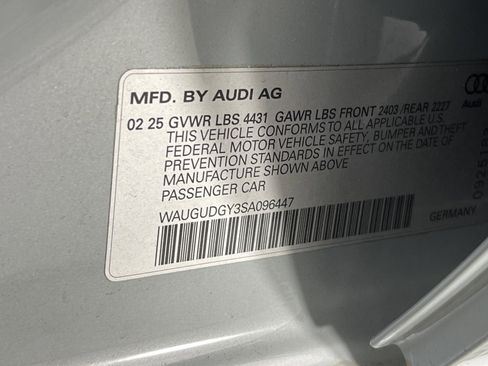 MFD. BY AUDI AG
Audi
02 25 GVWR LBS 4431 GAWR LBS FRONT 2403 /REAR 2227
THIS VEHICLE CONFORMS TO ALL APPLICABLE U.S.
FEDERAL MOTOR VEHICLE SAFETY, BUMPER AND THEFT
PREVENTION STANDARDS IN EFFECT ON THE DATE OF
MANUFACTURE SHOWN ABOVE
PASSENGER CAR
WAUGUDGY3SA096447
GERMANY